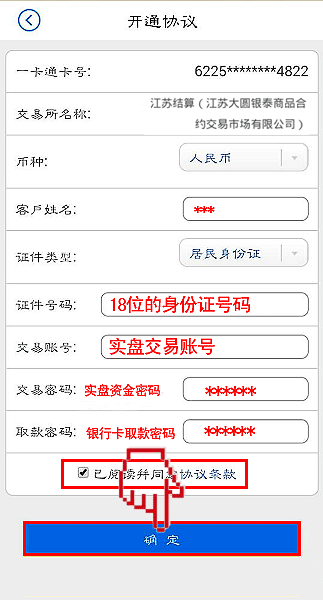 开通协议
一卡通卡号: 6225********4822
交易所名称: 江苏结算（江苏大圆银泰商品合
约交易市场有限公司）
币种: 人民币
客户姓名: ***
证件类型: 居民身份证
证件号码: 18位的身份证号码
交易账号: 实盘交易账号
交易密码: 实盘资金密码 ******
取款密码: 银行卡取款密码 ******
已阅读并同意协议条款
确 定